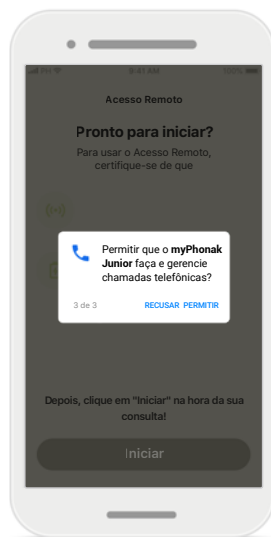 9:41 AM 100%
Acesso Remoto
Pronto para iniciar?
Para usar o Acesso Remoto,
certifique-se de que
Permitir que o myPhonak
Junior faça e gerencie
chamadas telefônicas?
3 de 3 RECUSAR PERMITIR
Depois, clique em "Iniciar" na hora da sua
consulta!
Iniciar